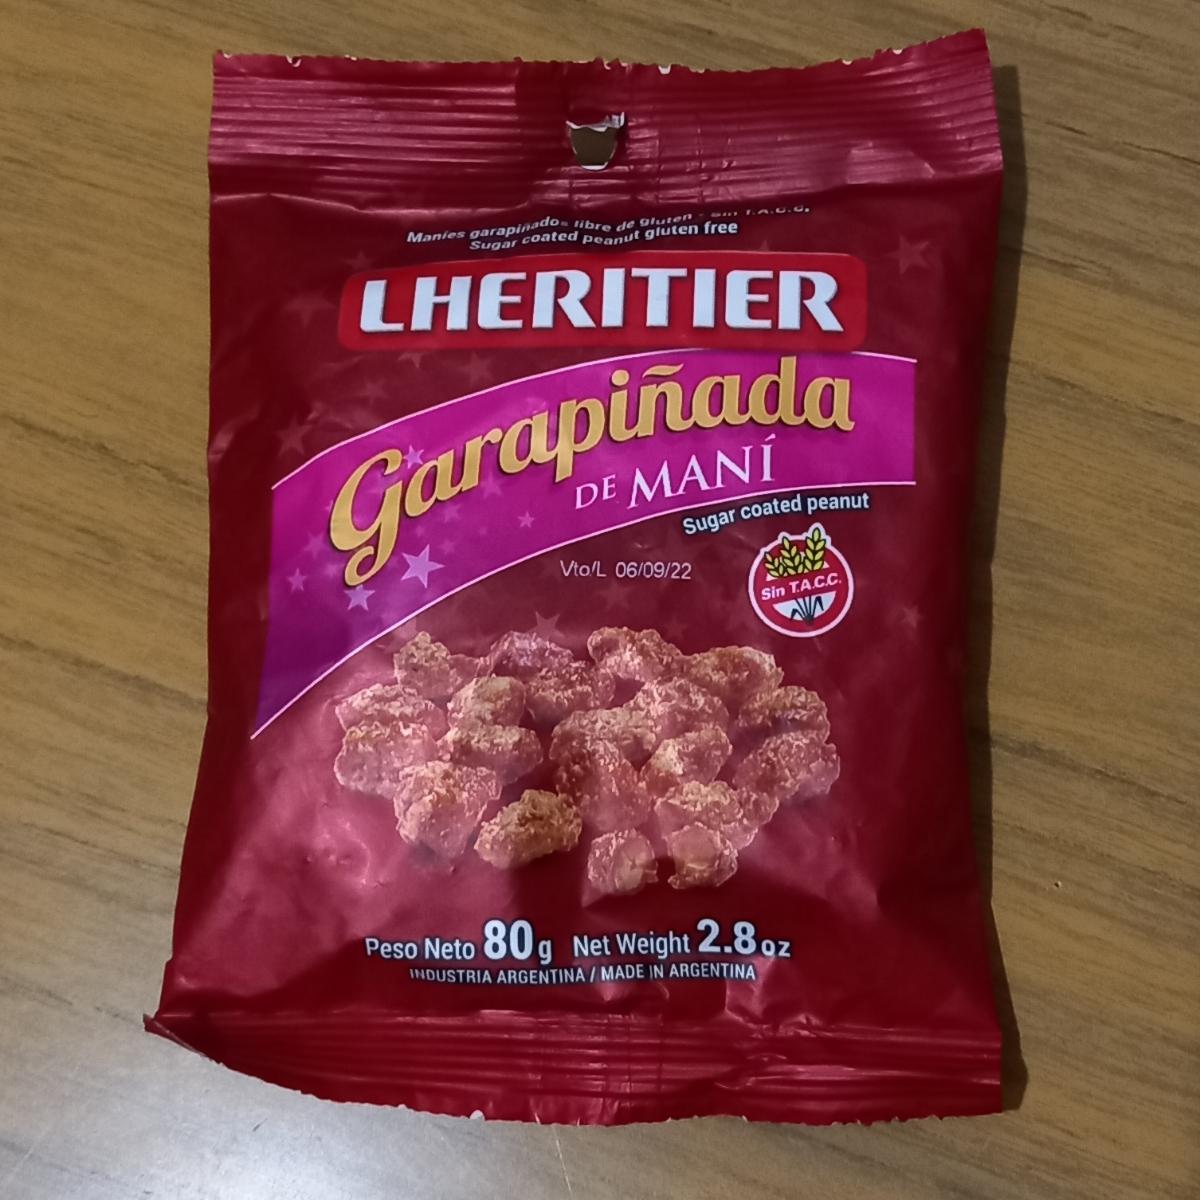 Maníes garapiñados libre de gluten - Sin T.A.C.C.
Sugar coated peanut gluten free
LHERITIER
Garapiñada
DE MANÍ
Sugar coated peanut
Vto/L 06/09/22
Sin T.A.C.C.
Peso Neto 80g Net Weight 2.8oz
INDUSTRIA ARGENTINA / MADE IN ARGENTINA